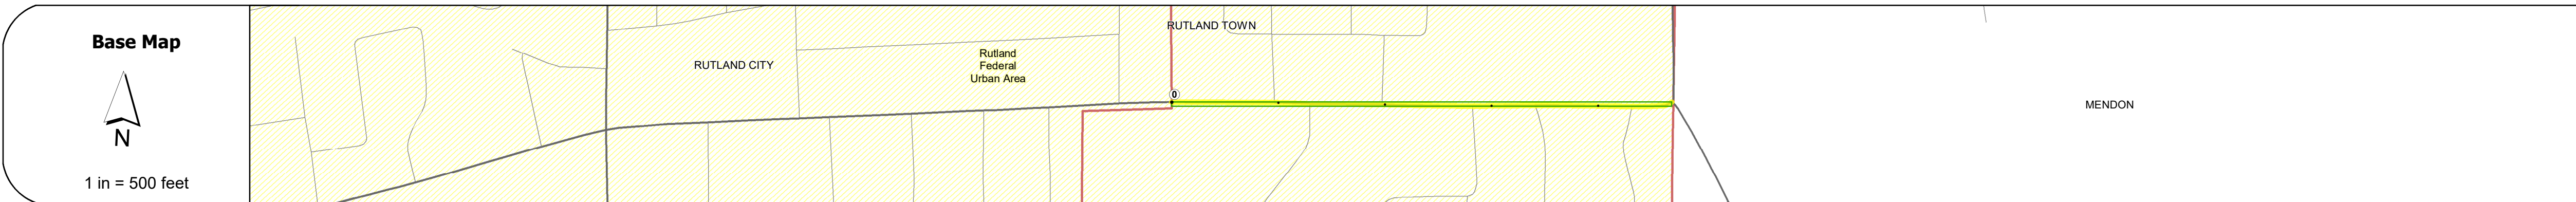 Base Map
N
1 in = 500 feet
RUTLAND CITY
Rutland
Federal
Urban Area
RUTLAND TOWN
0
MENDON